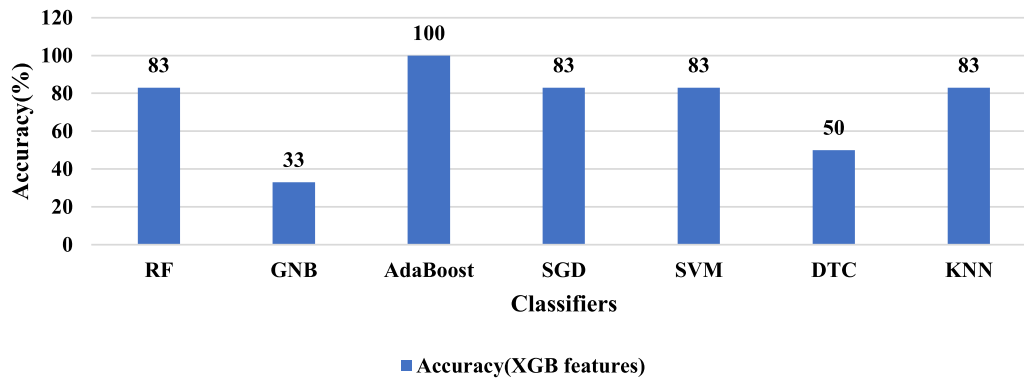 120
100
80
60
40
20
0
Accuracy(%)
83
33
100
83
83
50
83
RF
GNB
AdaBoost
SGD
SVM
DTC
KNN
Classifiers
Accuracy(XGB features)